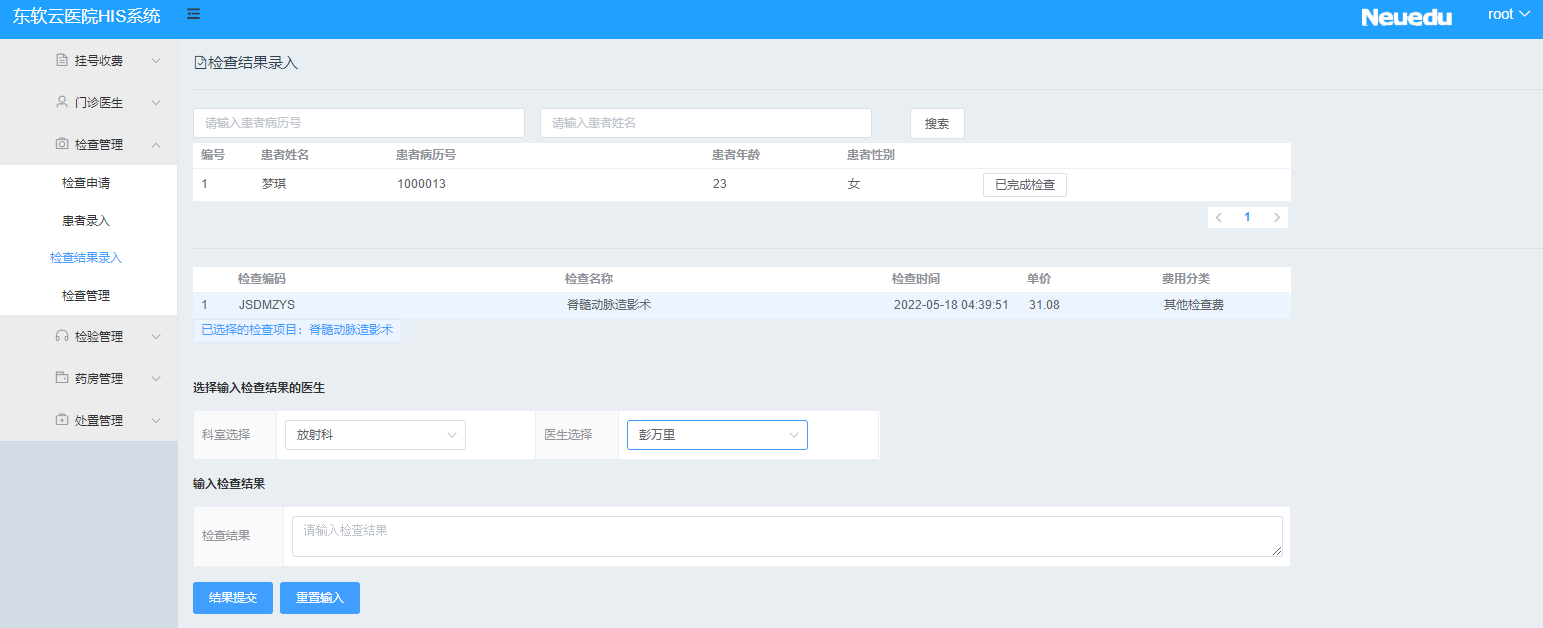 东软云医院HIS系统 Neuedu root
挂号收费
门诊医生
检查管理
检查申请
患者录入
检查结果录入
检查管理
检验管理
药房管理
处置管理
检查结果录入
请输入患者病历号 请输入患者姓名 搜索
编号 患者姓名 患者病历号 患者年龄 患者性别
1 梦琪 1000013 23 女 已完成检查
1
检查编码 检查名称 检查时间 单价 费用分类
1 JSDMZYS 脊髓动脉造影术 2022-05-18 04:39:51 31.08 其他检查费
已选择的检查项目：脊髓动脉造影术
选择输入检查结果的医生
科室选择 放射科 医生选择 彭万里
输入检查结果
检查结果 请输入检查结果
结果提交 重置输入